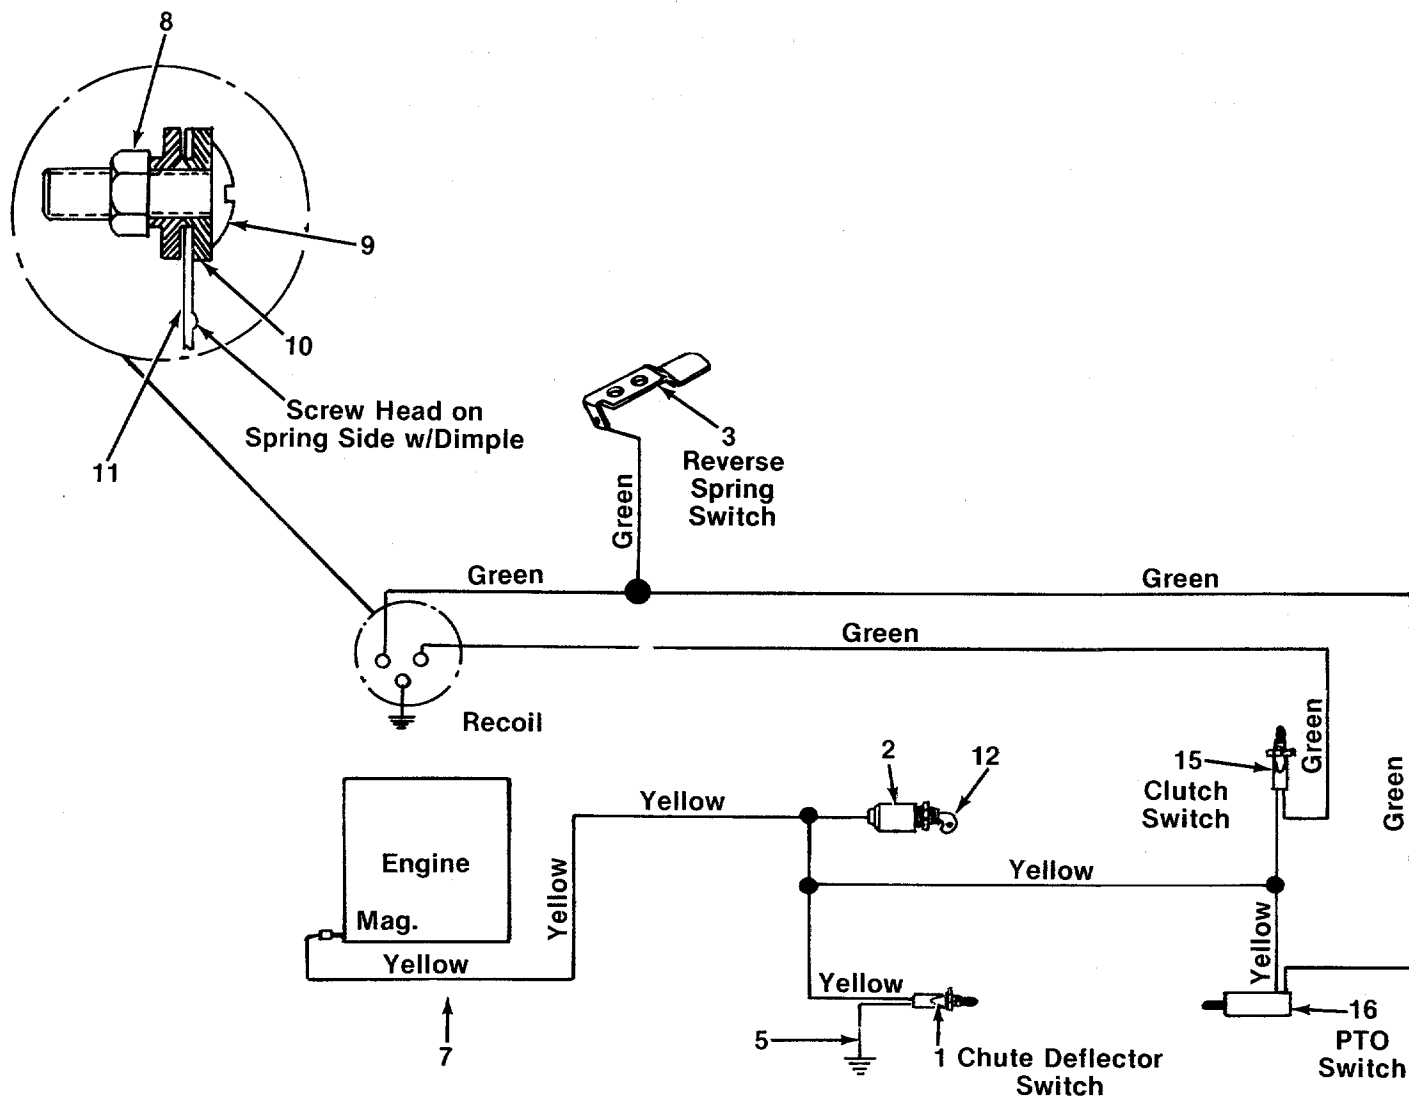 8
9
10
Screw Head on
Spring Side w/Dimple
11
3
Reverse
Spring
Switch
Green
Green
Green
Green
Recoil
Green
Green
15
Clutch
Switch
2
12
Yellow
Engine
Mag.
Yellow
Yellow
Yellow
Yellow
Yellow
7
5
1 Chute Deflector
Switch
16
PTO
Switch